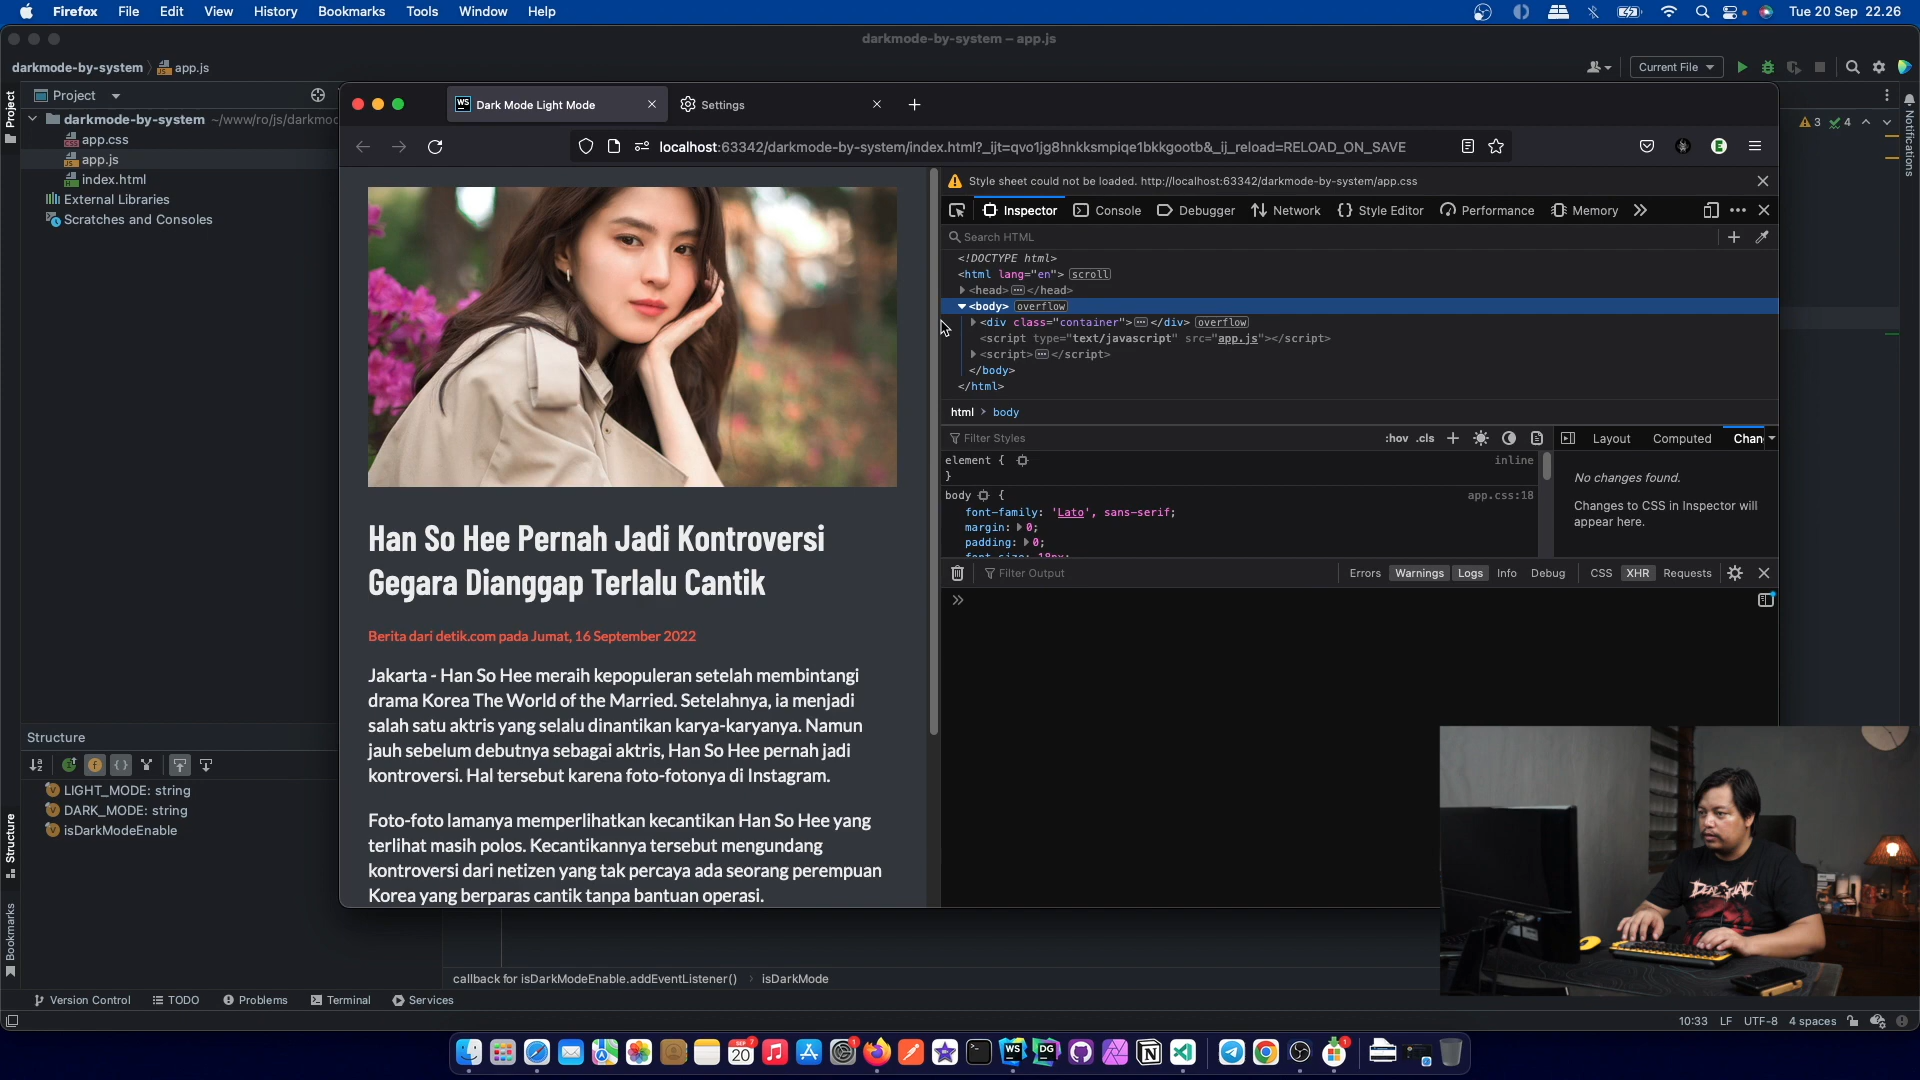 Firefox File Edit View History Bookmarks Tools Window Help
Tue 20 Sep 22.26
darkmode-by-system – app.js
darkmode-by-system app.js
Current File
Project
Project
darkmode-by-system ~/www/ro/js/darkmod
app.css
app.js
index.html
External Libraries
Scratches and Consoles
3 4
Notifications
Dark Mode Light Mode
Settings
localhost:63342/darkmode-by-system/index.html?_ijt=qvo1jg8hnkksmpiqe1bkkgootb&_ij_reload=RELOAD_ON_SAVE
Style sheet could not be loaded. http://localhost:63342/darkmode-by-system/app.css
Inspector Console Debugger Network Style Editor Performance Memory
Search HTML
<!DOCTYPE html>
<html lang="en"> scroll
<head> </head>
<body> overflow
<div class="container"> </div> overflow
<script type="text/javascript" src="app.js"></script>
<script> </script>
</body>
</html>
html > body
Filter Styles
:hov .cls
Layout Computed Chan
element {
inline
}
body {
app.css:18
font-family: 'Lato', sans-serif;
margin: 0;
padding: 0;
font-size: 18px;
No changes found.
Changes to CSS in Inspector will
appear here.
Filter Output
Errors Warnings Logs Info Debug CSS XHR Requests
Han So Hee Pernah Jadi Kontroversi
Gegara Dianggap Terlalu Cantik
Berita dari detik.com pada Jumat, 16 September 2022
Jakarta - Han So Hee meraih kepopuleran setelah membintangi
drama Korea The World of the Married. Setelahnya, ia menjadi
salah satu aktris yang selalu dinantikan karya-karyanya. Namun
jauh sebelum debutnya sebagai aktris, Han So Hee pernah jadi
kontroversi. Hal tersebut karena foto-fotonya di Instagram.
Foto-foto lamanya memperlihatkan kecantikan Han So Hee yang
terlihat masih polos. Kecantikannya tersebut mengundang
kontroversi dari netizen yang tak percaya ada seorang perempuan
Korea yang berparas cantik tanpa bantuan operasi.
Structure
LIGHT_MODE: string
DARK_MODE: string
isDarkModeEnable
Structure
Bookmarks
callback for isDarkModeEnable.addEventListener() > isDarkMode
Version Control TODO Problems Terminal Services
10:33 LF UTF-8 4 spaces